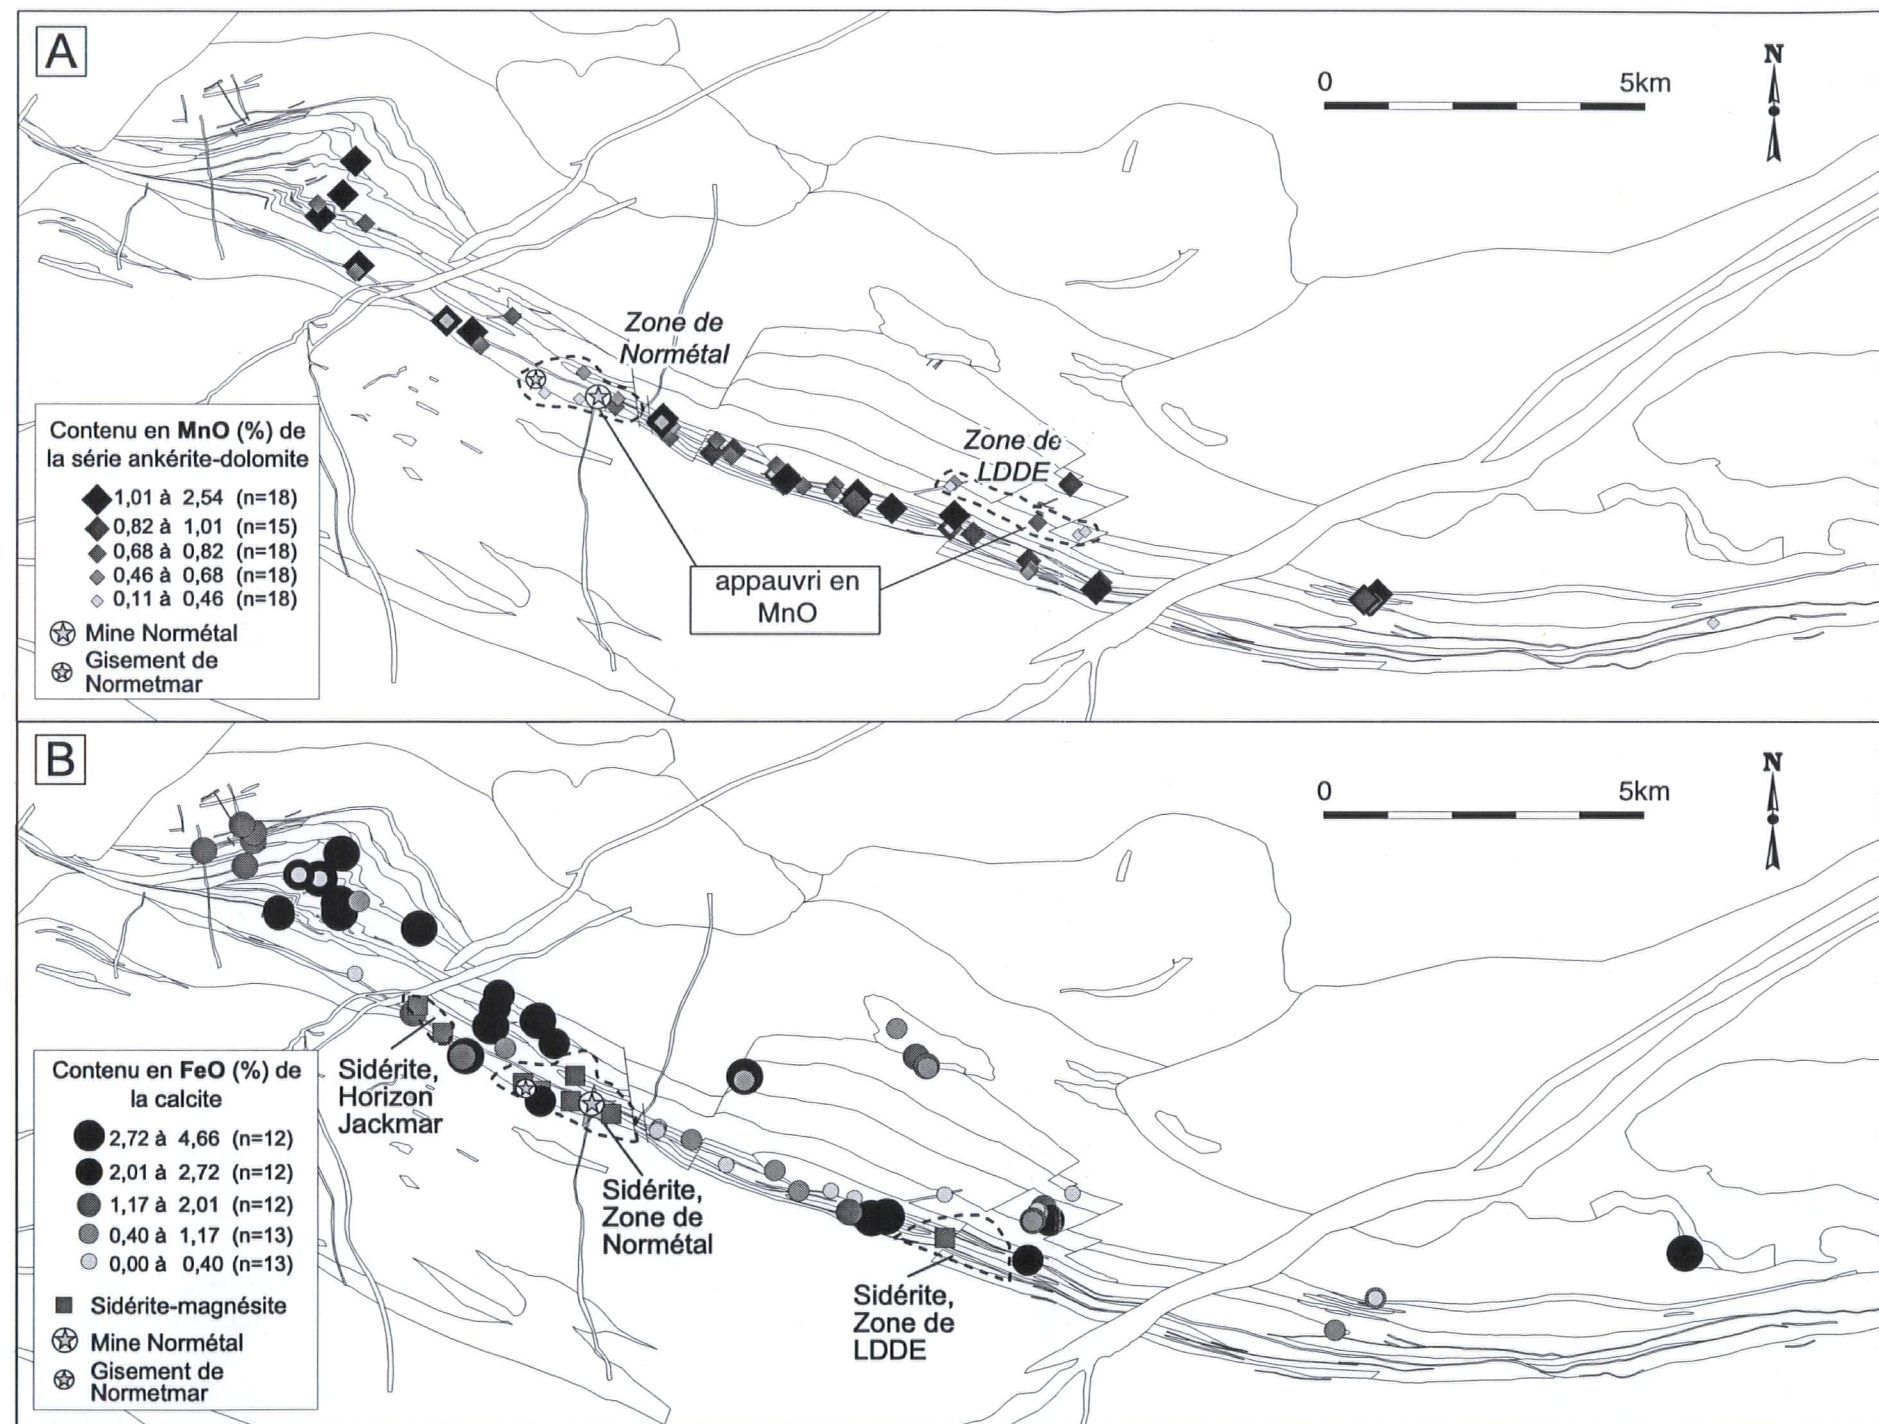 A
0 5km
N
Zone de
Normétal
Zone de
LDDE
appauvri en
MnO
Contenu en MnO (%) de
la série ankérite-dolomite
1,01 à 2,54 (n=18)
0,82 à 1,01 (n=15)
0,68 à 0,82 (n=18)
0,46 à 0,68 (n=18)
0,11 à 0,46 (n=18)
Mine Normétal
Gisement de
Normetmar
B
0 5km
N
Sidérite,
Horizon
Jackmar
Sidérite,
Zone de
Normétal
Sidérite,
Zone de
LDDE
Contenu en FeO (%) de
la calcite
2,72 à 4,66 (n=12)
2,01 à 2,72 (n=12)
1,17 à 2,01 (n=12)
0,40 à 1,17 (n=13)
0,00 à 0,40 (n=13)
Sidérite-magnésite
Mine Normétal
Gisement de
Normetmar